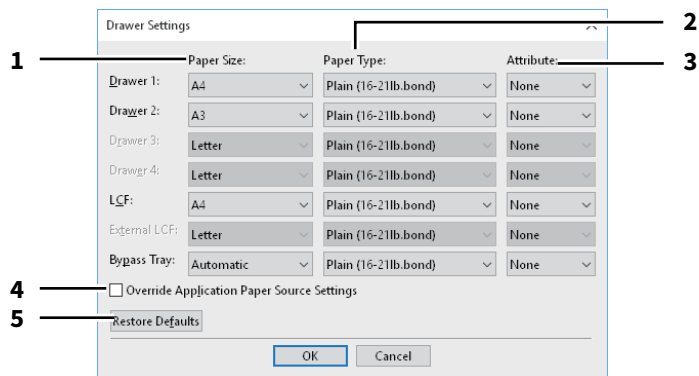 Drawer Settings
2
1
Paper Size: Paper Type: Attribute:
3
Drawer 1: A4 Plain (16-21lb.bond) None
Drawer 2: A3 Plain (16-21lb.bond) None
Drawer 3: Letter Plain (16-21lb.bond) None
Drawer 4: Letter Plain (16-21lb.bond) None
LCF: A4 Plain (16-21lb.bond) None
External LCF: Letter Plain (16-21lb.bond) None
Bypass Tray: Automatic Plain (16-21lb.bond) None
4
Override Application Paper Source Settings
5
Restore Defaults
OK Cancel